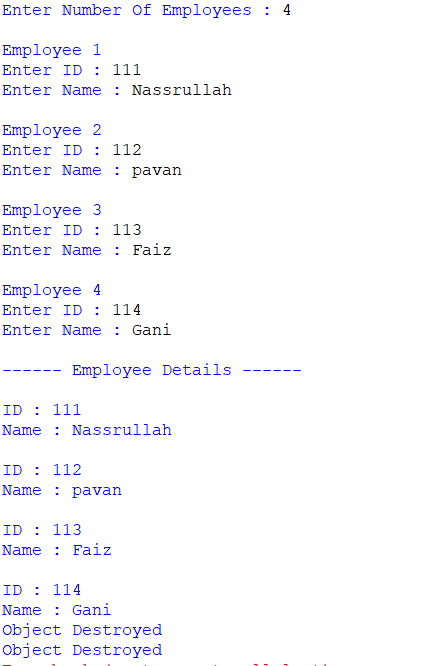 Enter Number Of Employees : 4
Employee 1
Enter ID : 111
Enter Name : Nassrullah
Employee 2
Enter ID : 112
Enter Name : pavan
Employee 3
Enter ID : 113
Enter Name : Faiz
Employee 4
Enter ID : 114
Enter Name : Gani
------ Employee Details ------
ID : 111
Name : Nassrullah
ID : 112
Name : pavan
ID : 113
Name : Faiz
ID : 114
Name : Gani
Object Destroyed
Object Destroyed